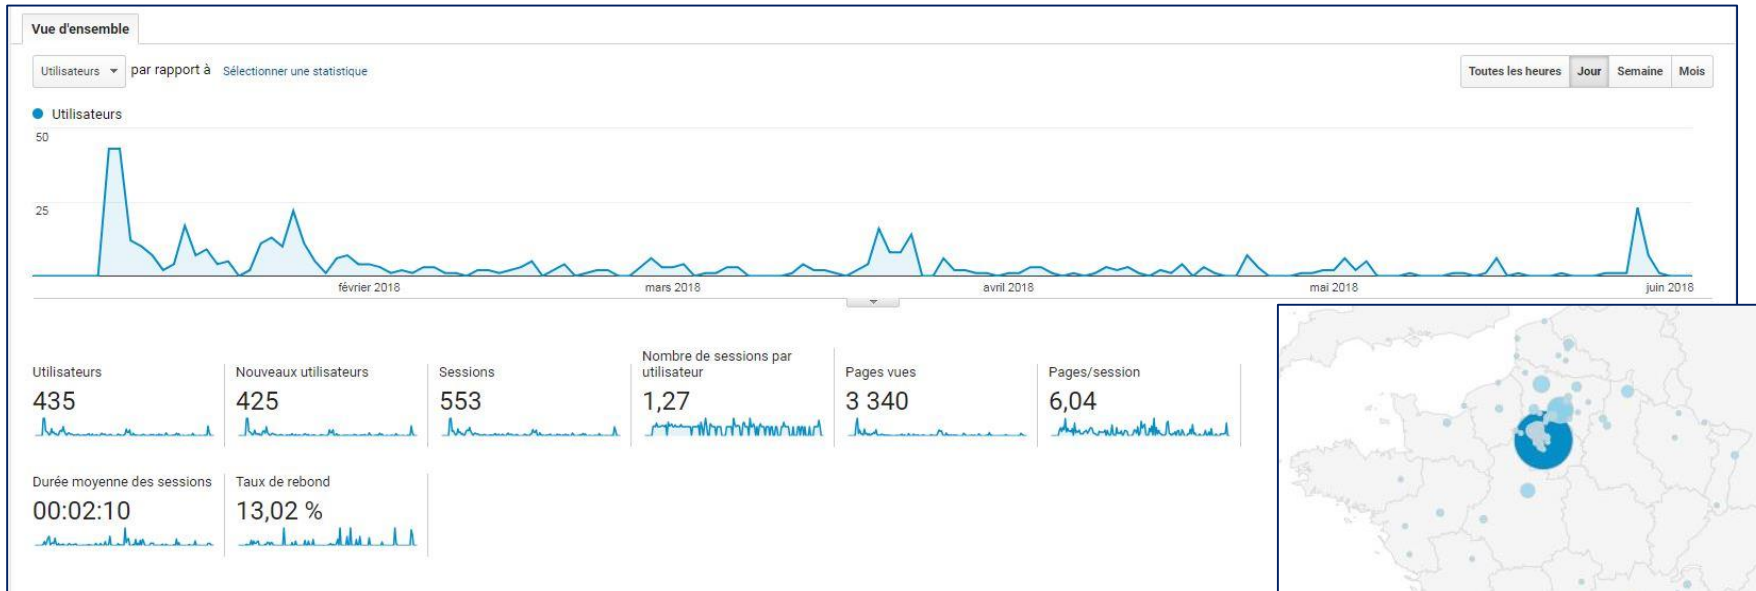 Vue d'ensemble
Utilisateurs par rapport à Sélectionner une statistique
Toutes les heures Jour Semaine Mois
Utilisateurs
50
25
février 2018 mars 2018 avril 2018 mai 2018 juin 2018
Utilisateurs
435
Nouveaux utilisateurs
425
Sessions
553
Nombre de sessions par
utilisateur
1,27
Pages vues
3 340
Pages/session
6,04
Durée moyenne des sessions
00:02:10
Taux de rebond
13,02 %